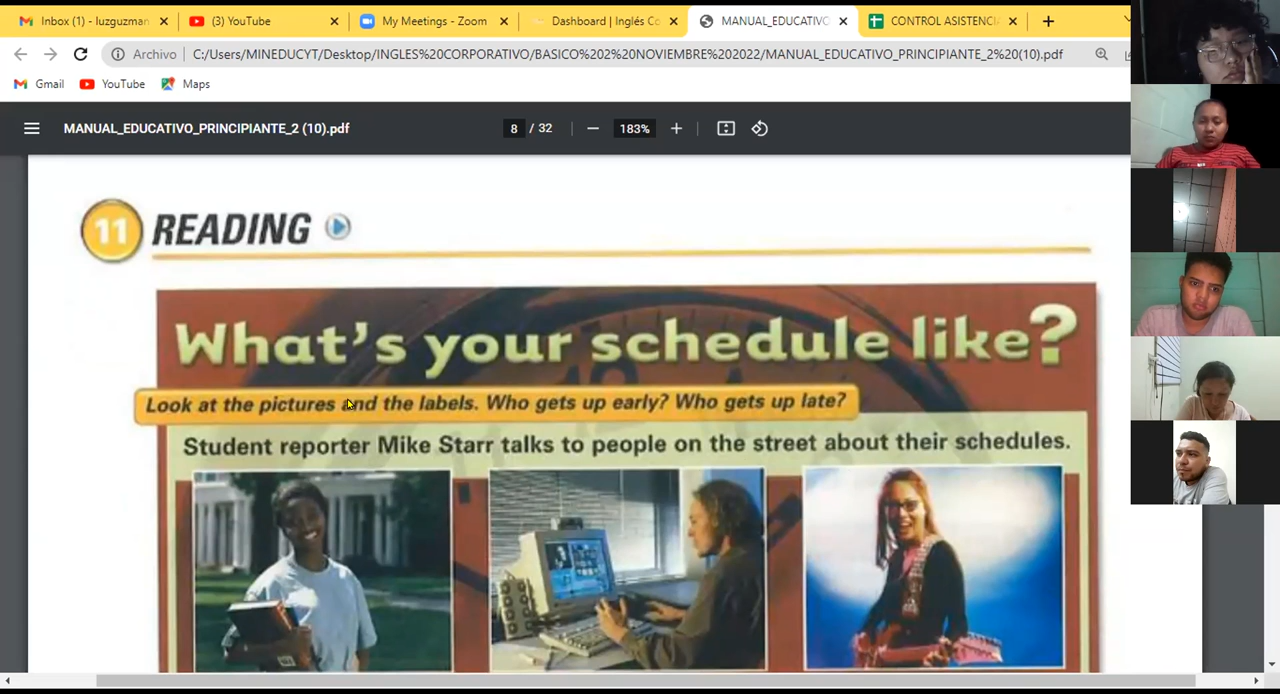 Inbox (1) - luzguzman
(3) YouTube
My Meetings - Zoom
Dashboard | Inglés Co
MANUAL_EDUCATIVO
CONTROL ASISTENCI
Archivo
C:/Users/MINEDUCYT/Desktop/INGLES%20CORPORATIVO/BASICO%202%20NOVIEMBRE%202022/MANUAL_EDUCATIVO_PRINCIPIANTE_2%20(10).pdf
Gmail
YouTube
Maps
MANUAL_EDUCATIVO_PRINCIPIANTE_2 (10).pdf
8 / 32
183%
11 READING
What's your schedule like?
Look at the pictures and the labels. Who gets up early? Who gets up late?
Student reporter Mike Starr talks to people on the street about their schedules.